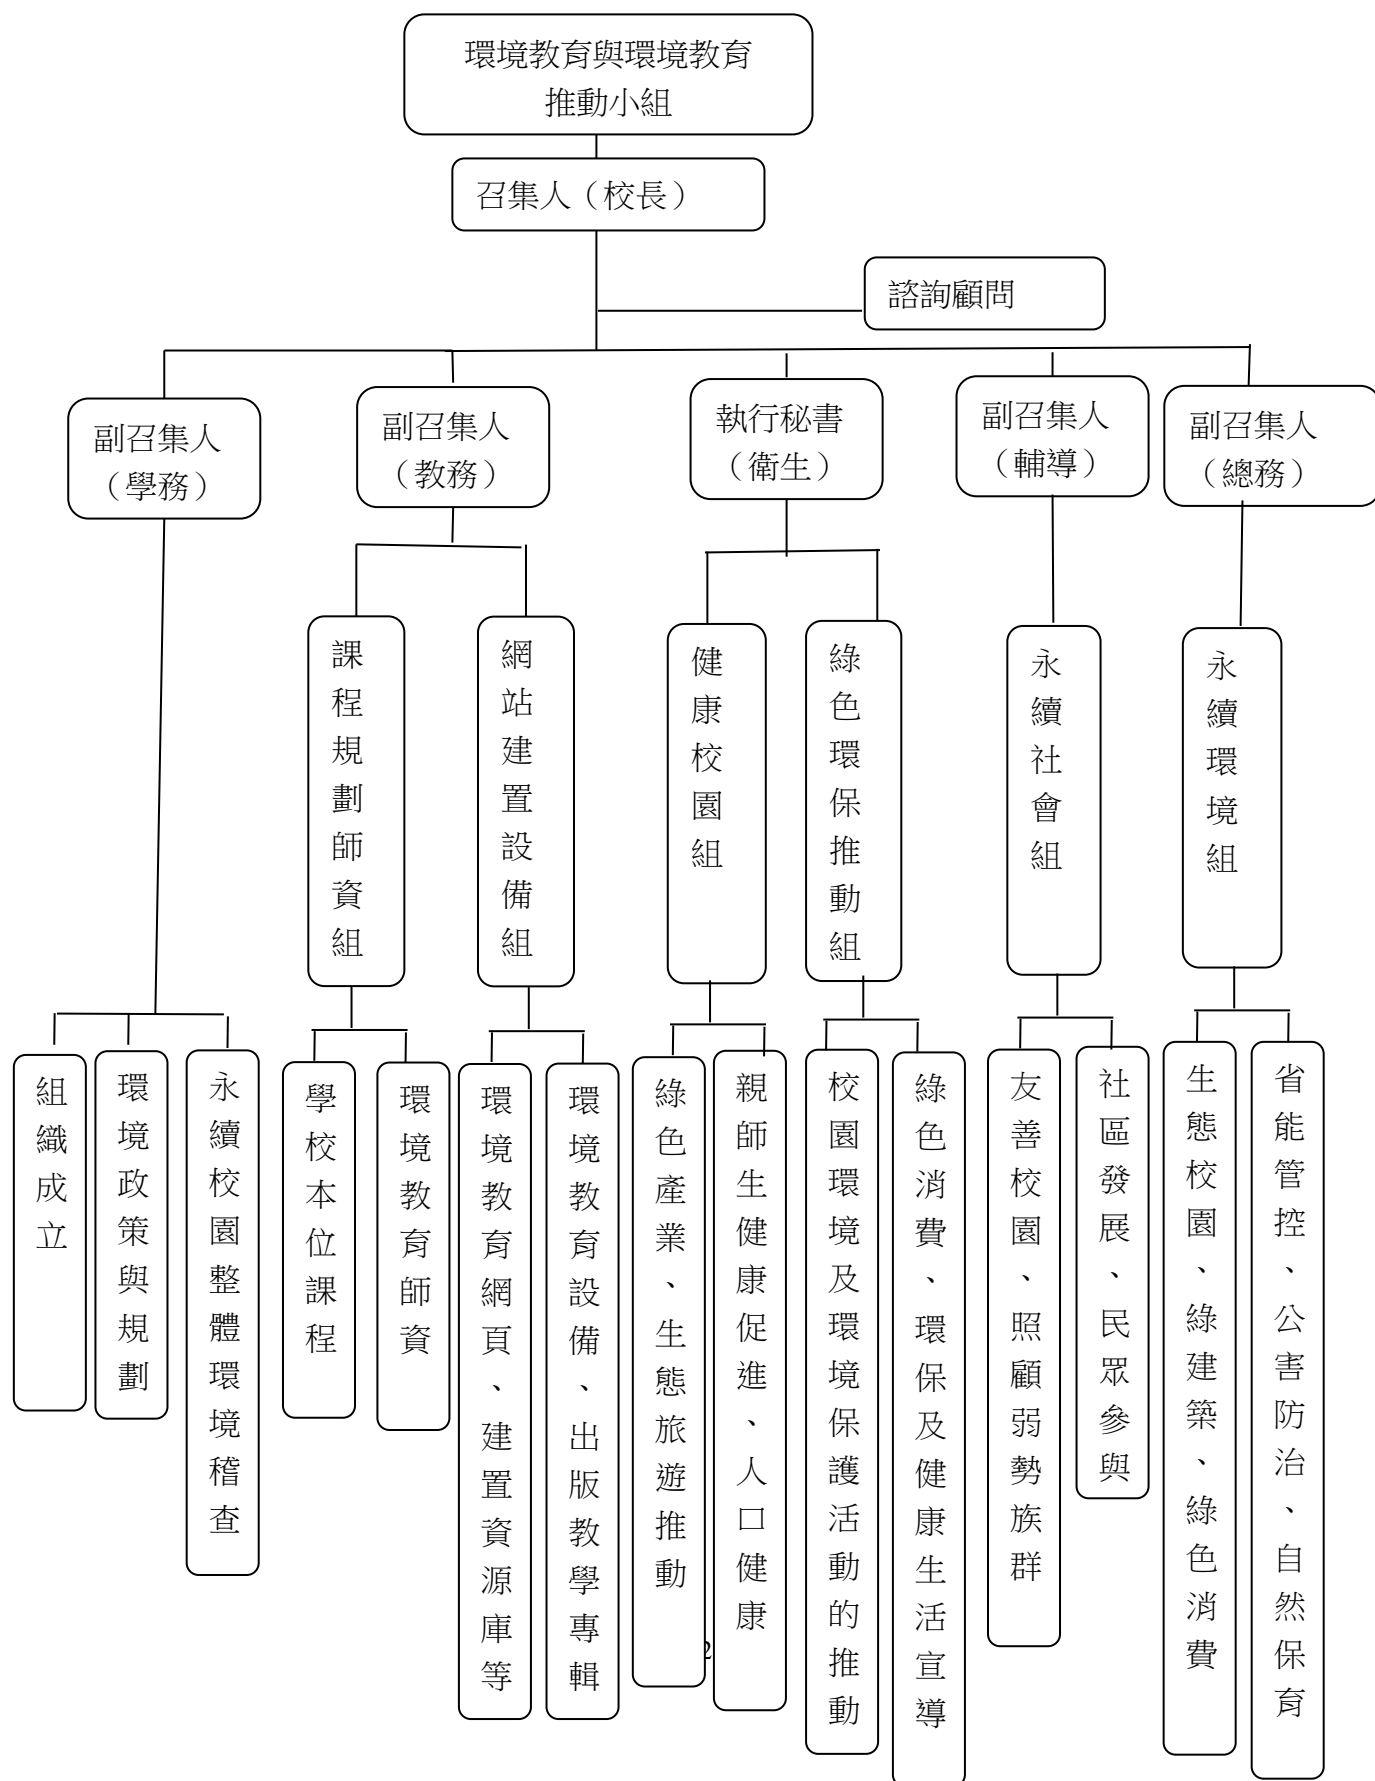 環境教育與環境教育
推動小組
召集人（校長）
諮詢顧問
副召集人
（學務）
副召集人
（教務）
執行秘書
（衛生）
副召集人
（輔導）
副召集人
（總務）
課程規劃師資組
網站建置設備組
健康校園組
綠色環保推動組
永續社會組
永續環境組
組織成立
環境政策與規劃
永續校園整體環境稽查
學校本位課程
環境教育師資
環境教育網頁、建置資源庫等
環境教育設備、出版教學專輯
綠色產業、生態旅遊推動
親師生健康促進、人口健康
校園環境及環境保護活動的推動
綠色消費、環保及健康生活宣導
友善校園、照顧弱勢族群
社區發展、民眾參與
生態校園、綠建築、綠色消費
省能管控、公害防治、自然保育
2